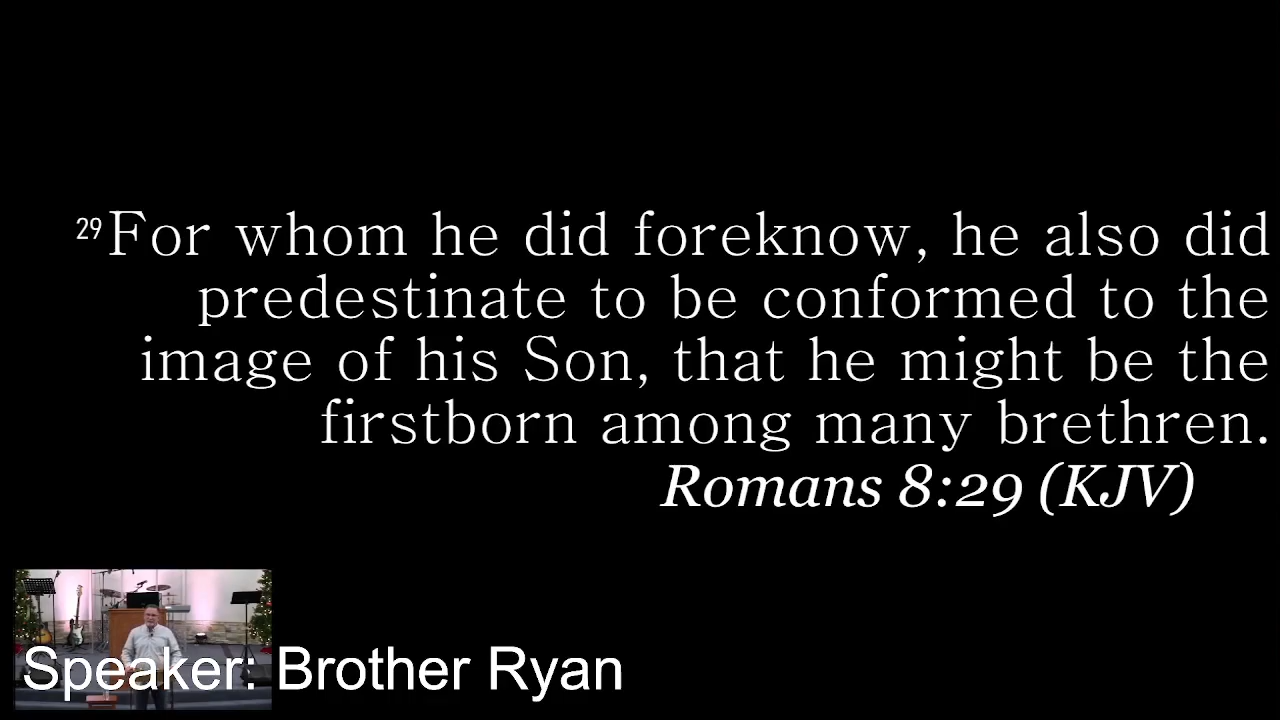 29For whom he did foreknow, he also did
predestinate to be conformed to the
image of his Son, that he might be the
firstborn among many brethren.
Romans 8:29 (KJV)
Speaker: Brother Ryan